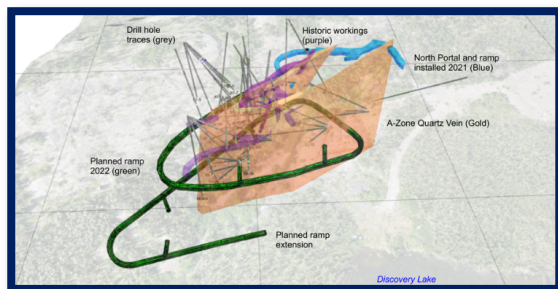 Drill hole
traces (grey)
Historic workings
(purple)
North Portal and ramp
installed 2021 (Blue)
A-Zone Quartz Vein (Gold)
Planned ramp
2022 (green)
Planned ramp
extension
Discovery Lake